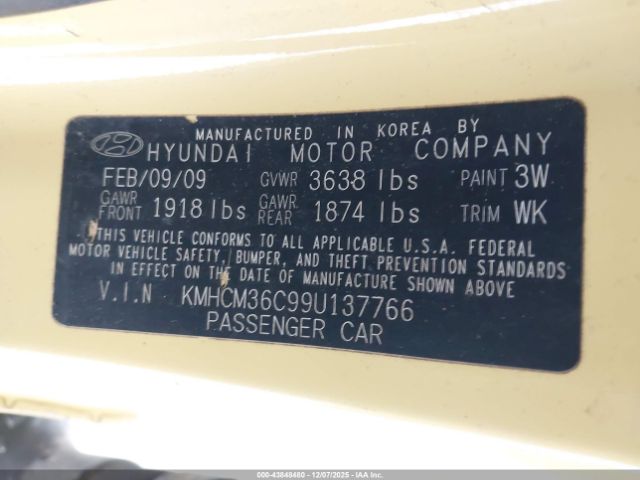 MANUFACTURED IN KOREA BY
HYUNDAI MOTOR COMPANY
FEB/09/09 GVWR 3638 lbs PAINT 3W
GAWR FRONT 1918 lbs GAWR REAR 1874 lbs TRIM WK
THIS VEHICLE CONFORMS TO ALL APPLICABLE U.S.A. FEDERAL
MOTOR VEHICLE SAFETY, BUMPER, AND THEFT PREVENTION STANDARDS
IN EFFECT ON THE DATE OF MANUFACTURE SHOWN ABOVE
V.I.N KMHCM36C99U137766
PASSENGER CAR
000-43848480 - 12/07/2025 - COPYRIGHT IAA, LLC.